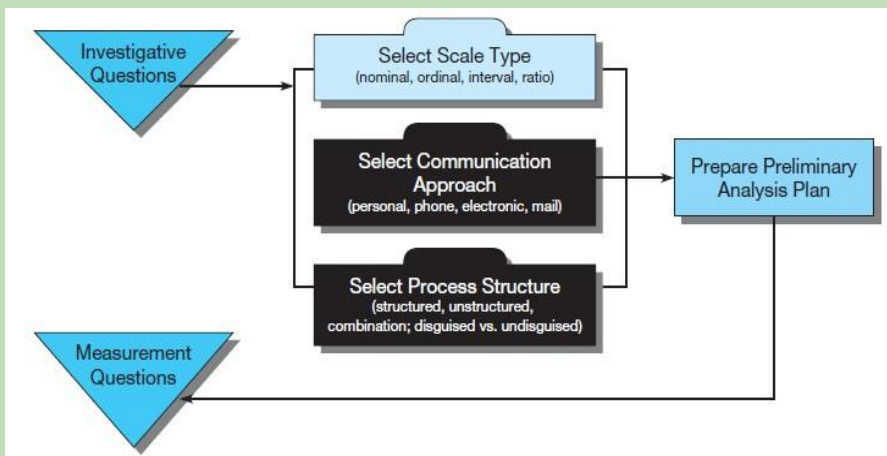 Investigative
Questions
Select Scale Type
(nominal, ordinal, interval, ratio)
Select Communication
Approach
(personal, phone, electronic, mail)
Select Process Structure
(structured, unstructured,
combination; disguised vs. undisguised)
Prepare Preliminary
Analysis Plan
Measurement
Questions